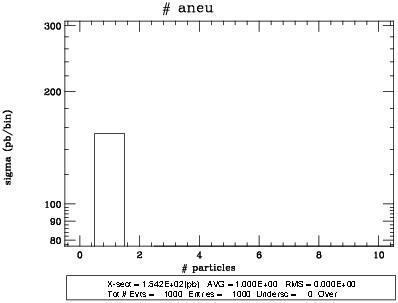 # aneu
300
200
100
90
80
sigma (pb/bin)
0 2 4 6 8 10
# particles
X-sect = 1.542E+02(pb) AVG = 1.000E+00 RMS = 0.000E+00
Tot # Evts = 1000 Entries = 1000 Undersc = 0 Over